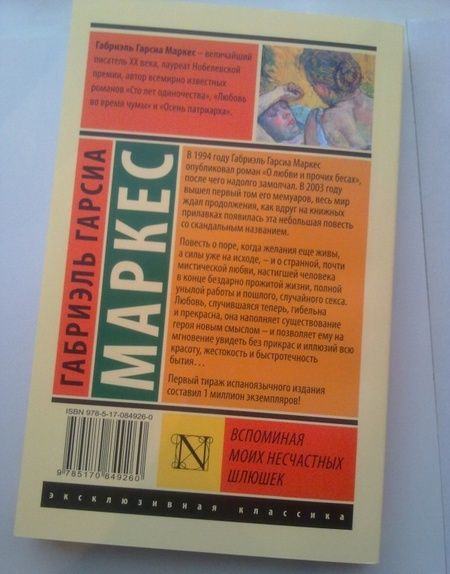 Габриэль Гарсиа Маркес – величайший
писатель XX века, лауреат Нобелевской
премии, автор всемирно известных
романов «Сто лет одиночества», «Любовь
во время чумы» и «Осень патриарха».
ГАБРИЭЛЬ ГАРСИА
МАРКЕС
В 1994 году Габриэль Гарсиа Маркес
опубликовал роман «О любви и прочих бесах»,
после чего надолго замолчал. В 2003 году
вышел первый том его мемуаров, весь мир
ждал продолжения, как вдруг на книжных
прилавках появилась эта небольшая повесть
со скандальным названием.
Повесть о поре, когда желания еще живы,
а силы уже на исходе, – и о странной, почти
мистической любви, настигшей человека
в конце бездарно прожитой жизни, полной
унылой работы и пошлого, случайного секса.
Любовь, случившаяся теперь, гибельна
и прекрасна, она наполняет существование
героя новым смыслом – и позволяет ему на
мгновение увидеть без прикрас и иллюзий всю
красоту, жестокость и быстротечность
бытия...
Первый тираж испаноязычного издания
составил 1 миллион экземпляров!
ISBN 978-5-17-084926-0
9 785170 849260
N
ВСПОМИНАЯ
МОИХ НЕСЧАСТНЫХ
ШЛЮШЕК
ЭКСКЛЮЗИВНАЯ КЛАССИКА